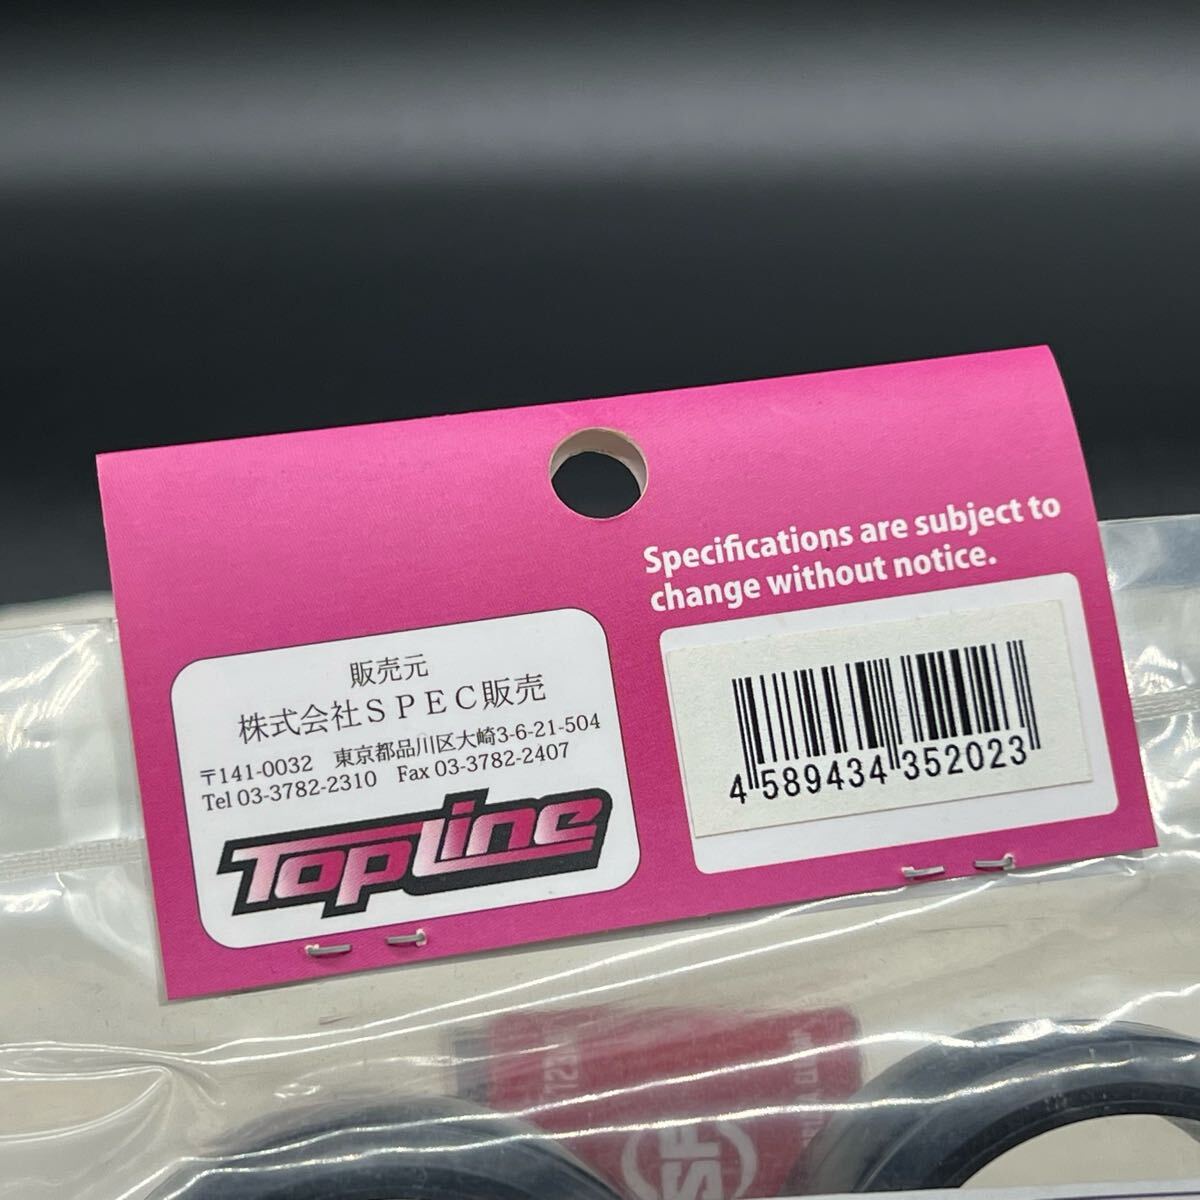 Specifications are subject to
change without notice.
販売元
株式会社ＳＰＥＣ販売
〒141-0032　東京都品川区大崎3-6-21-504
Tel 03-3782-2310　Fax 03-3782-2407
TopLine
4 589434 352023